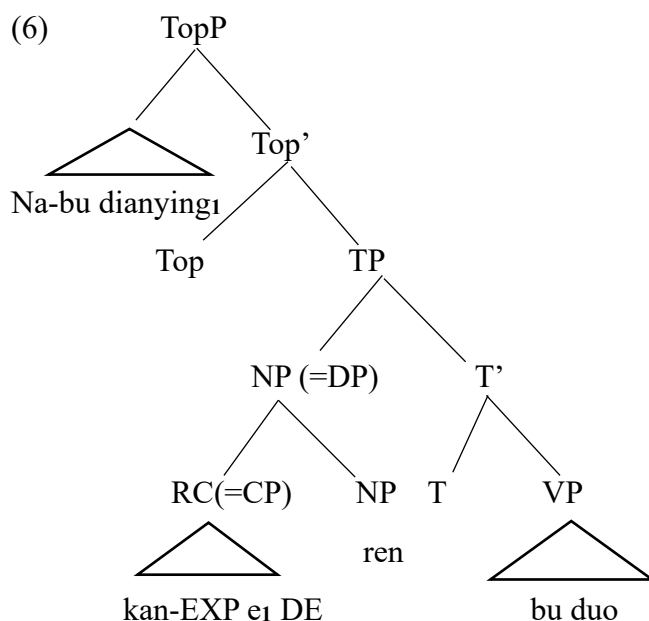 (6) TopP
Top’
Na-bu dianying₁
Top TP
NP (=DP) T’
RC(=CP) NP T VP
ren
kan-EXP e₁ DE bu duo